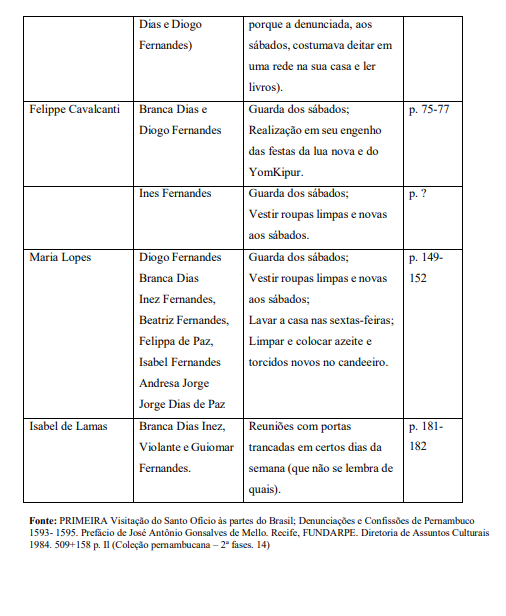 Dias e Diogo
Fernandes)
porque a denunciada, aos
sábados, costumava deitar em
uma rede na sua casa e ler
livros).
Felippe Cavalcanti
Branca Dias e
Diogo Fernandes
Guarda dos sábados;
Realização em seu engenho
das festas da lua nova e do
YomKipur.
p. 75-77
Ines Fernandes
Guarda dos sábados;
Vestir roupas limpas e novas
aos sábados.
p. ?
Maria Lopes
Diogo Fernandes
Branca Dias
Inez Fernandes,
Beatriz Fernandes,
Felippa de Paz,
Isabel Fernandes
Andresa Jorge
Jorge Dias de Paz
Guarda dos sábados;
Vestir roupas limpas e novas
aos sábados;
Lavar a casa nas sextas-feiras;
Limpar e colocar azeite e
torcidos novos no candeeiro.
p. 149-
152
Isabel de Lamas
Branca Dias Inez,
Violante e Guiomar
Fernandes.
Reuniões com portas
trancadas em certos dias da
semana (que não se lembra de
quais).
p. 181-
182
Fonte: PRIMEIRA Visitação do Santo Ofício às partes do Brasil; Denunciações e Confissões de Pernambuco
1593- 1595. Prefácio de José Antônio Gonsalves de Mello. Recife, FUNDARPE. Diretoria de Assuntos Culturais
1984. 509+158 p. Il (Coleção pernambucana – 2ª fases. 14)